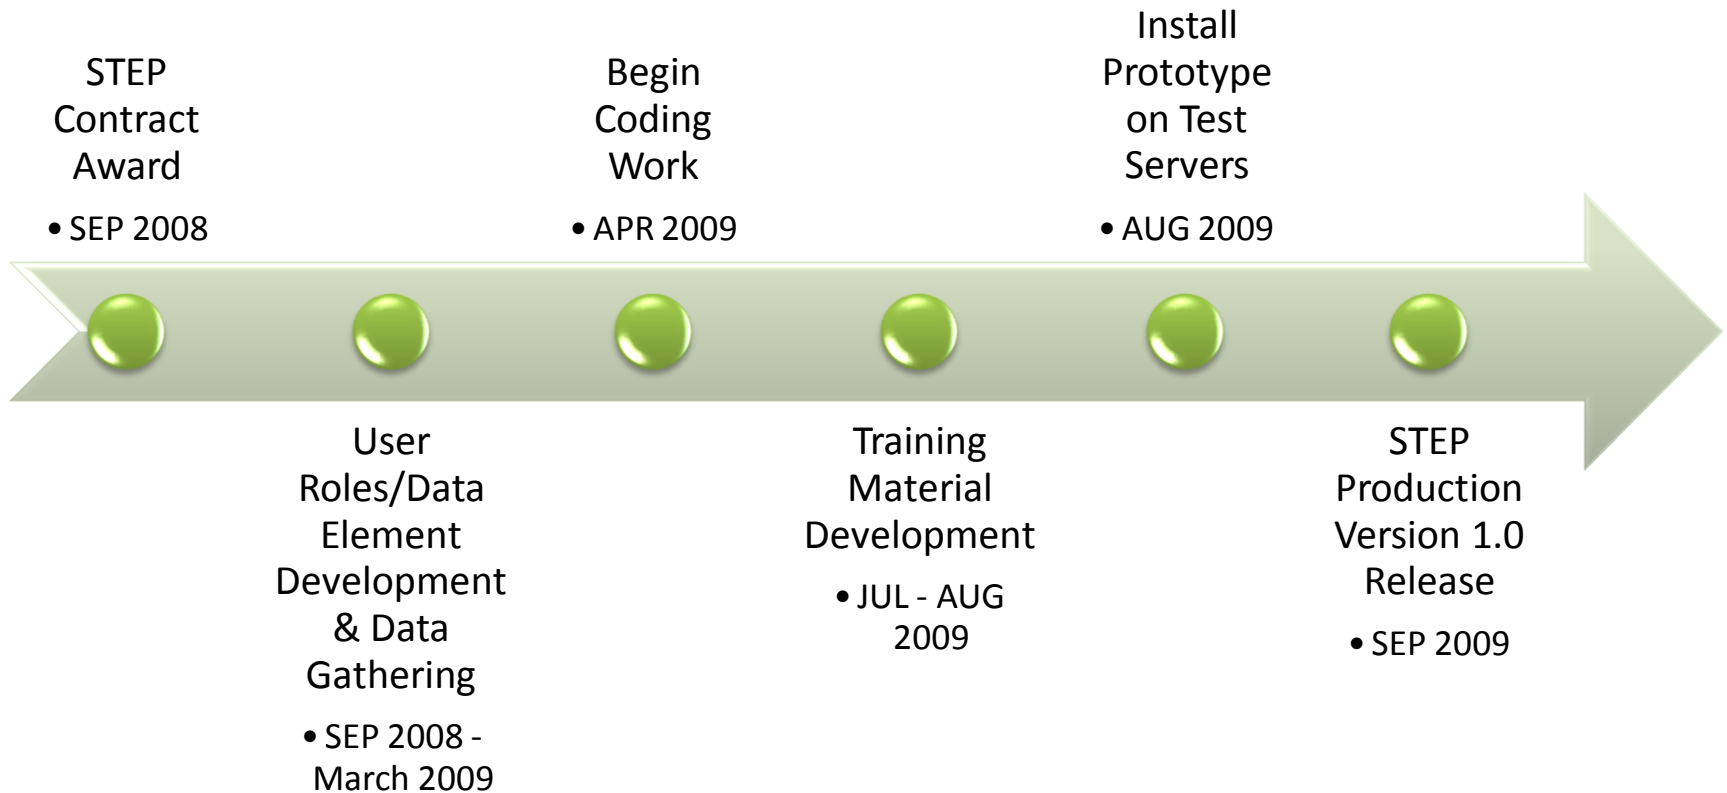 STEP
Contract
Award
• SEP 2008
User
Roles/Data
Element
Development
& Data
Gathering
• SEP 2008 -
March 2009
Begin
Coding
Work
• APR 2009
Training
Material
Development
• JUL - AUG
2009
Install
Prototype
on Test
Servers
• AUG 2009
STEP
Production
Version 1.0
Release
• SEP 2009